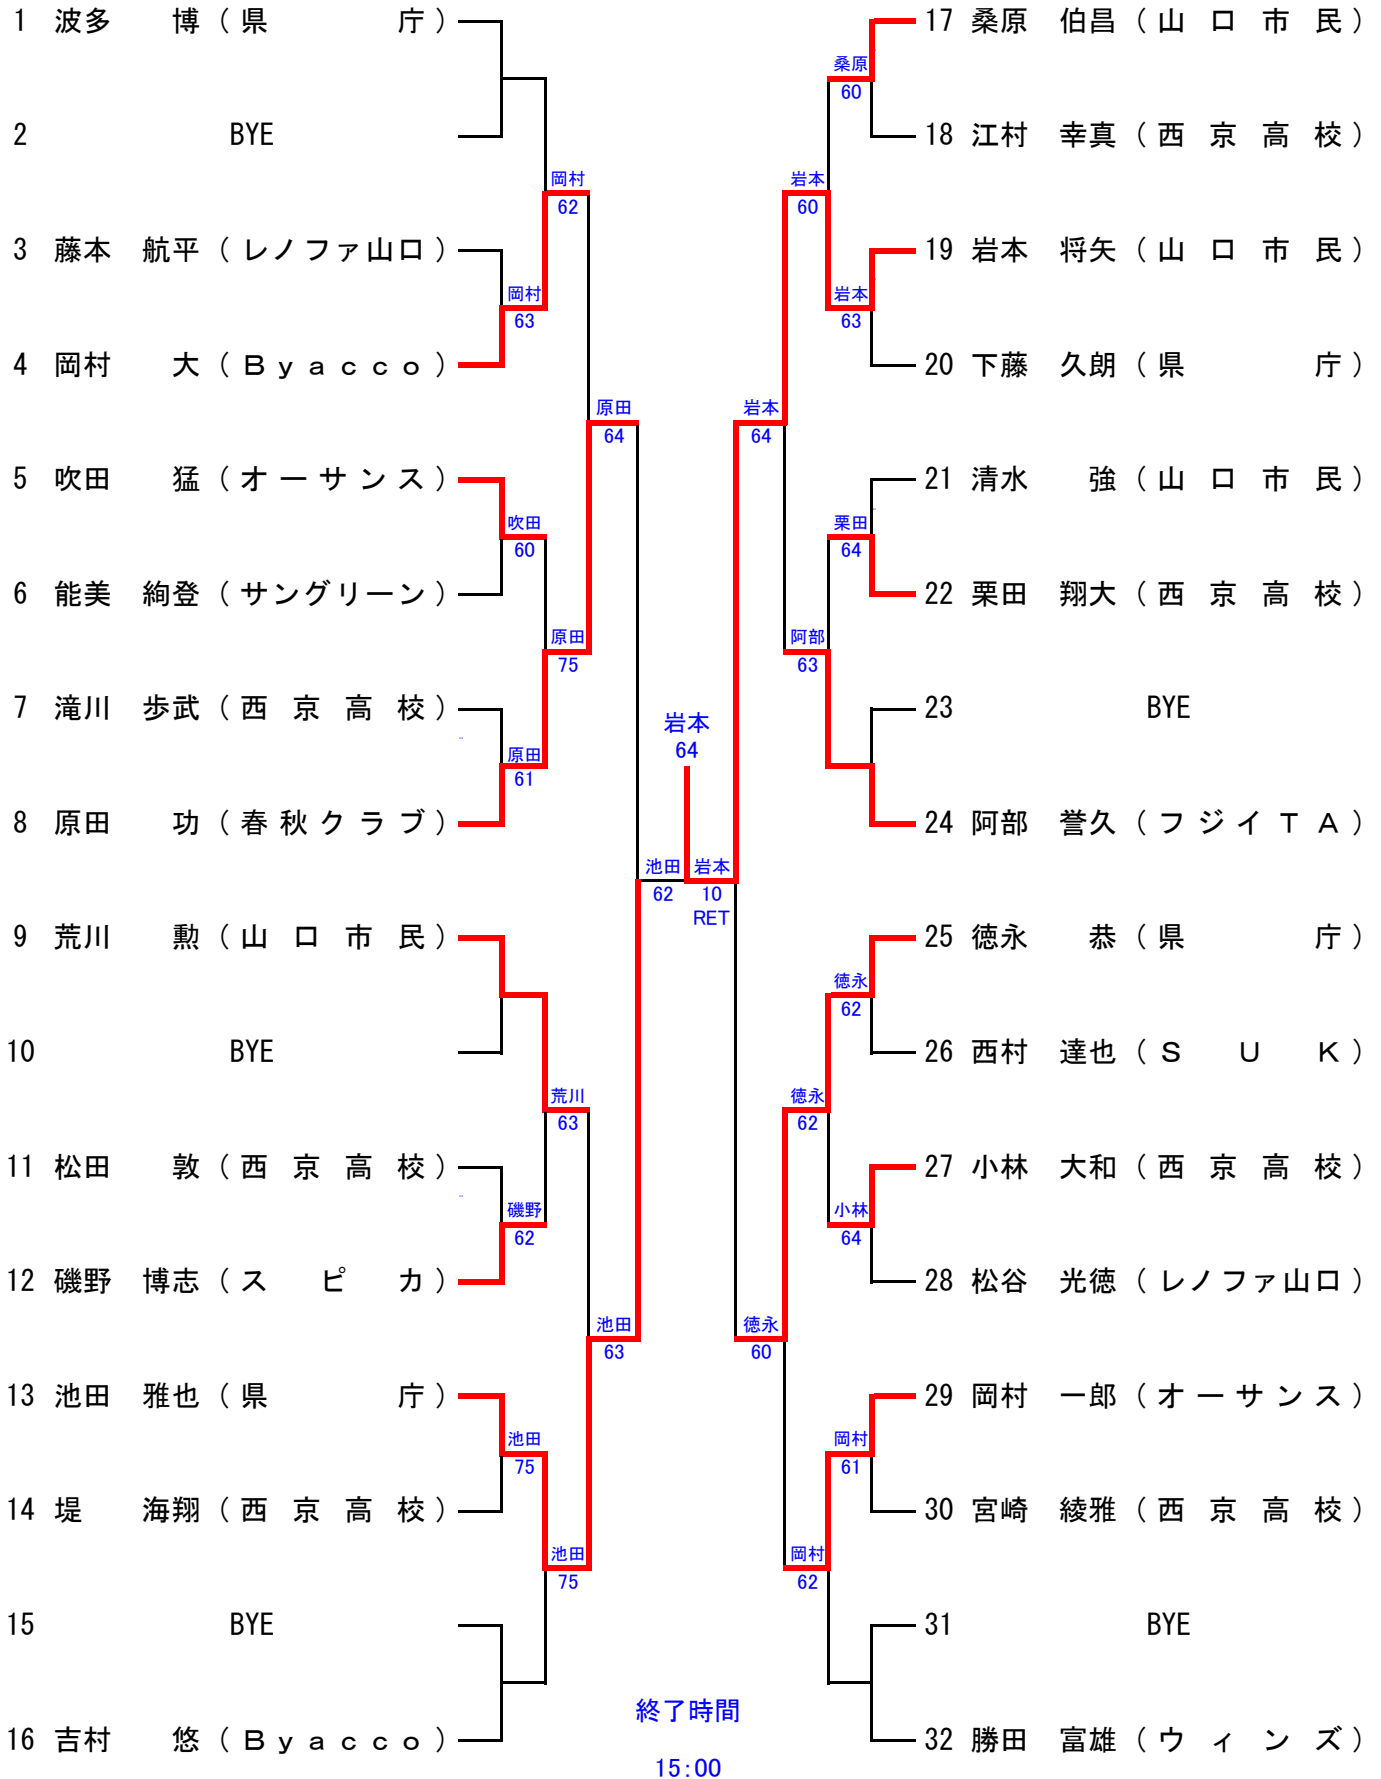 1 波多 博（県 庁）
2 BYE
3 藤本 航平（レノファ山口）
4 岡村 大（Byacco）
5 吹田 猛（オーサンス）
6 能美 絢登（サングリーン）
7 滝川 歩武（西京高校）
8 原田 功（春秋クラブ）
9 荒川 勲（山口市民）
10 BYE
11 松田 敦（西京高校）
12 磯野 博志（スピカ）
13 池田 雅也（県 庁）
14 堤 海翔（西京高校）
15 BYE
16 吉村 悠（Byacco）
岡村
63
吹田
60
原田
61
磯野
62
池田
75
岡村
62
原田
75
荒川
63
池田
75
原田
64
池田
63
池田
62
岩本
64
岩本
10
RET
岩本
64
徳永
60
岩本
60
阿部
63
徳永
62
岡村
62
桑原
60
岩本
63
栗田
64
徳永
62
小林
64
岡村
61
17 桑原 伯昌（山口市民）
18 江村 幸真（西京高校）
19 岩本 将矢（山口市民）
20 下藤 久朗（県 庁）
21 清水 強（山口市民）
22 栗田 翔大（西京高校）
23 BYE
24 阿部 誉久（フジイTA）
25 徳永 恭（県 庁）
26 西村 達也（SUK）
27 小林 大和（西京高校）
28 松谷 光徳（レノファ山口）
29 岡村 一郎（オーサンス）
30 宮崎 綾雅（西京高校）
31 BYE
32 勝田 富雄（ウィンズ）
終了時間
15:00